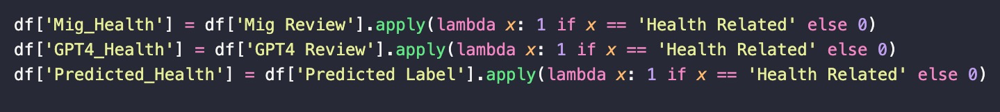 df['Mig_Health'] = df['Mig Review'].apply(lambda x: 1 if x == 'Health Related' else 0)
df['GPT4_Health'] = df['GPT4 Review'].apply(lambda x: 1 if x == 'Health Related' else 0)
df['Predicted_Health'] = df['Predicted Label'].apply(lambda x: 1 if x == 'Health Related' else 0)